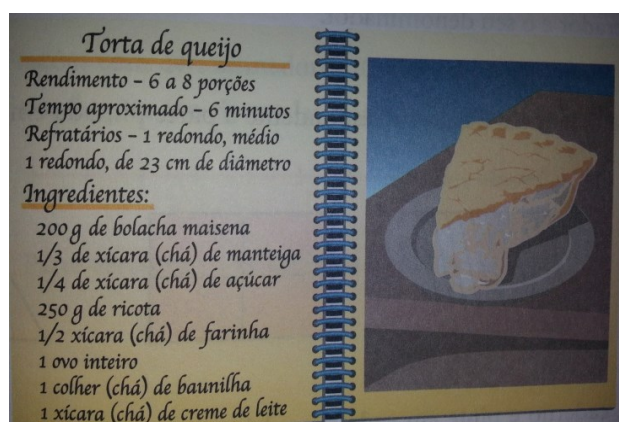 Torta de queijo
Rendimento – 6 a 8 porções
Tempo aproximado – 6 minutos
Refratários – 1 redondo, médio
1 redondo, de 23 cm de diâmetro
Ingredientes:
200 g de bolacha maisena
1/3 de xícara (chá) de manteiga
1/4 de xícara (chá) de açúcar
250 g de ricota
1/2 xícara (chá) de farinha
1 ovo inteiro
1 colher (chá) de baunilha
1 xícara (chá) de creme de leite